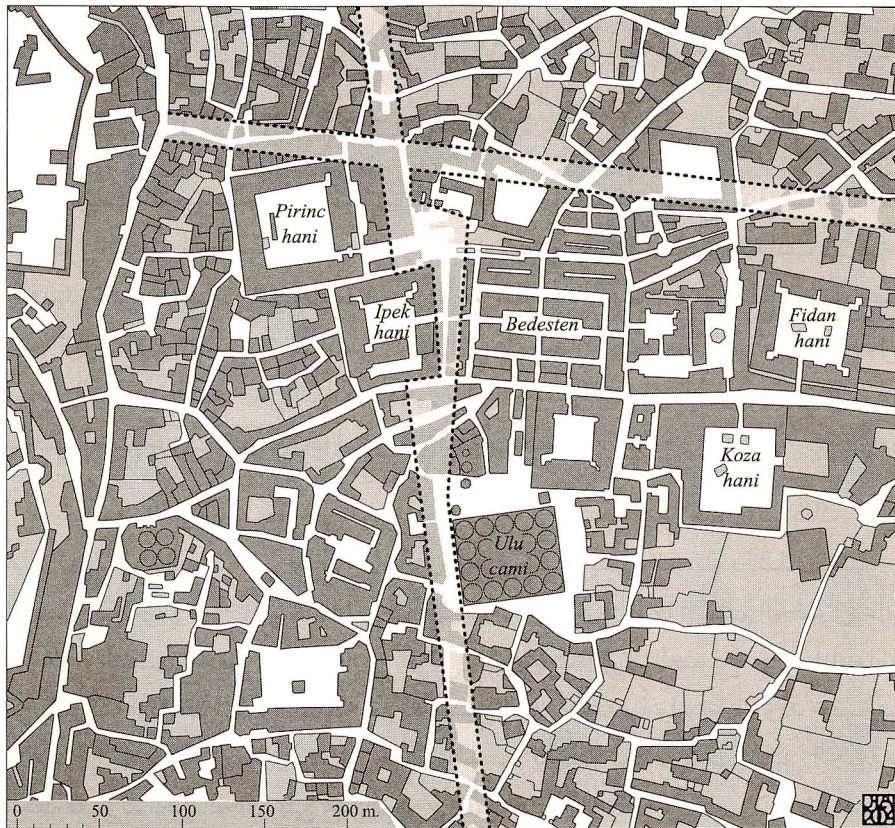 Pirinc
hani
Ipek
hani
Bedesten
Fidan
hani
Koza
hani
Ulu
cami
0 50 100 150 200 m.